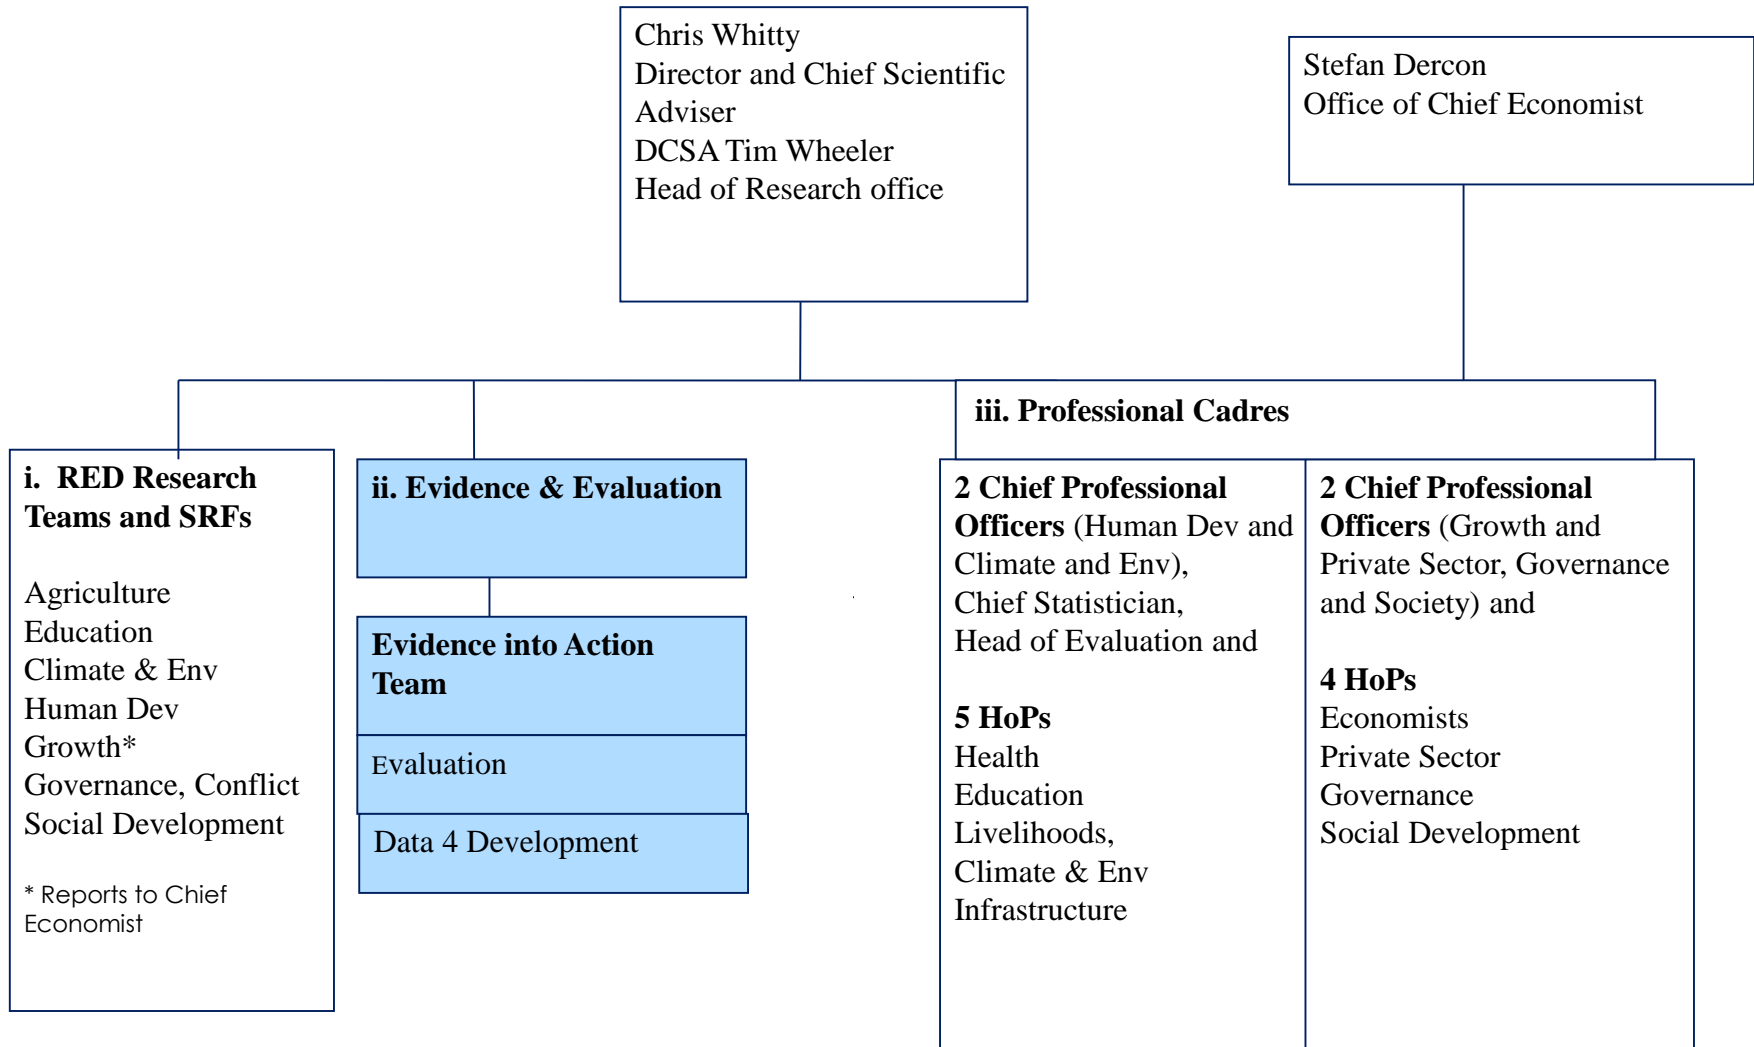 Chris Whitty
Director and Chief Scientific
Adviser
DCSA Tim Wheeler
Head of Research office
Stefan Dercon
Office of Chief Economist
i. RED Research
Teams and SRFs
Agriculture
Education
Climate & Env
Human Dev
Growth*
Governance, Conflict
Social Development
* Reports to Chief
Economist
ii. Evidence & Evaluation
Evidence into Action
Team
Evaluation
Data 4 Development
iii. Professional Cadres
2 Chief Professional
Officers (Human Dev and
Climate and Env),
Chief Statistician,
Head of Evaluation and
5 HoPs
Health
Education
Livelihoods,
Climate & Env
Infrastructure
2 Chief Professional
Officers (Growth and
Private Sector, Governance
and Society) and
4 HoPs
Economists
Private Sector
Governance
Social Development